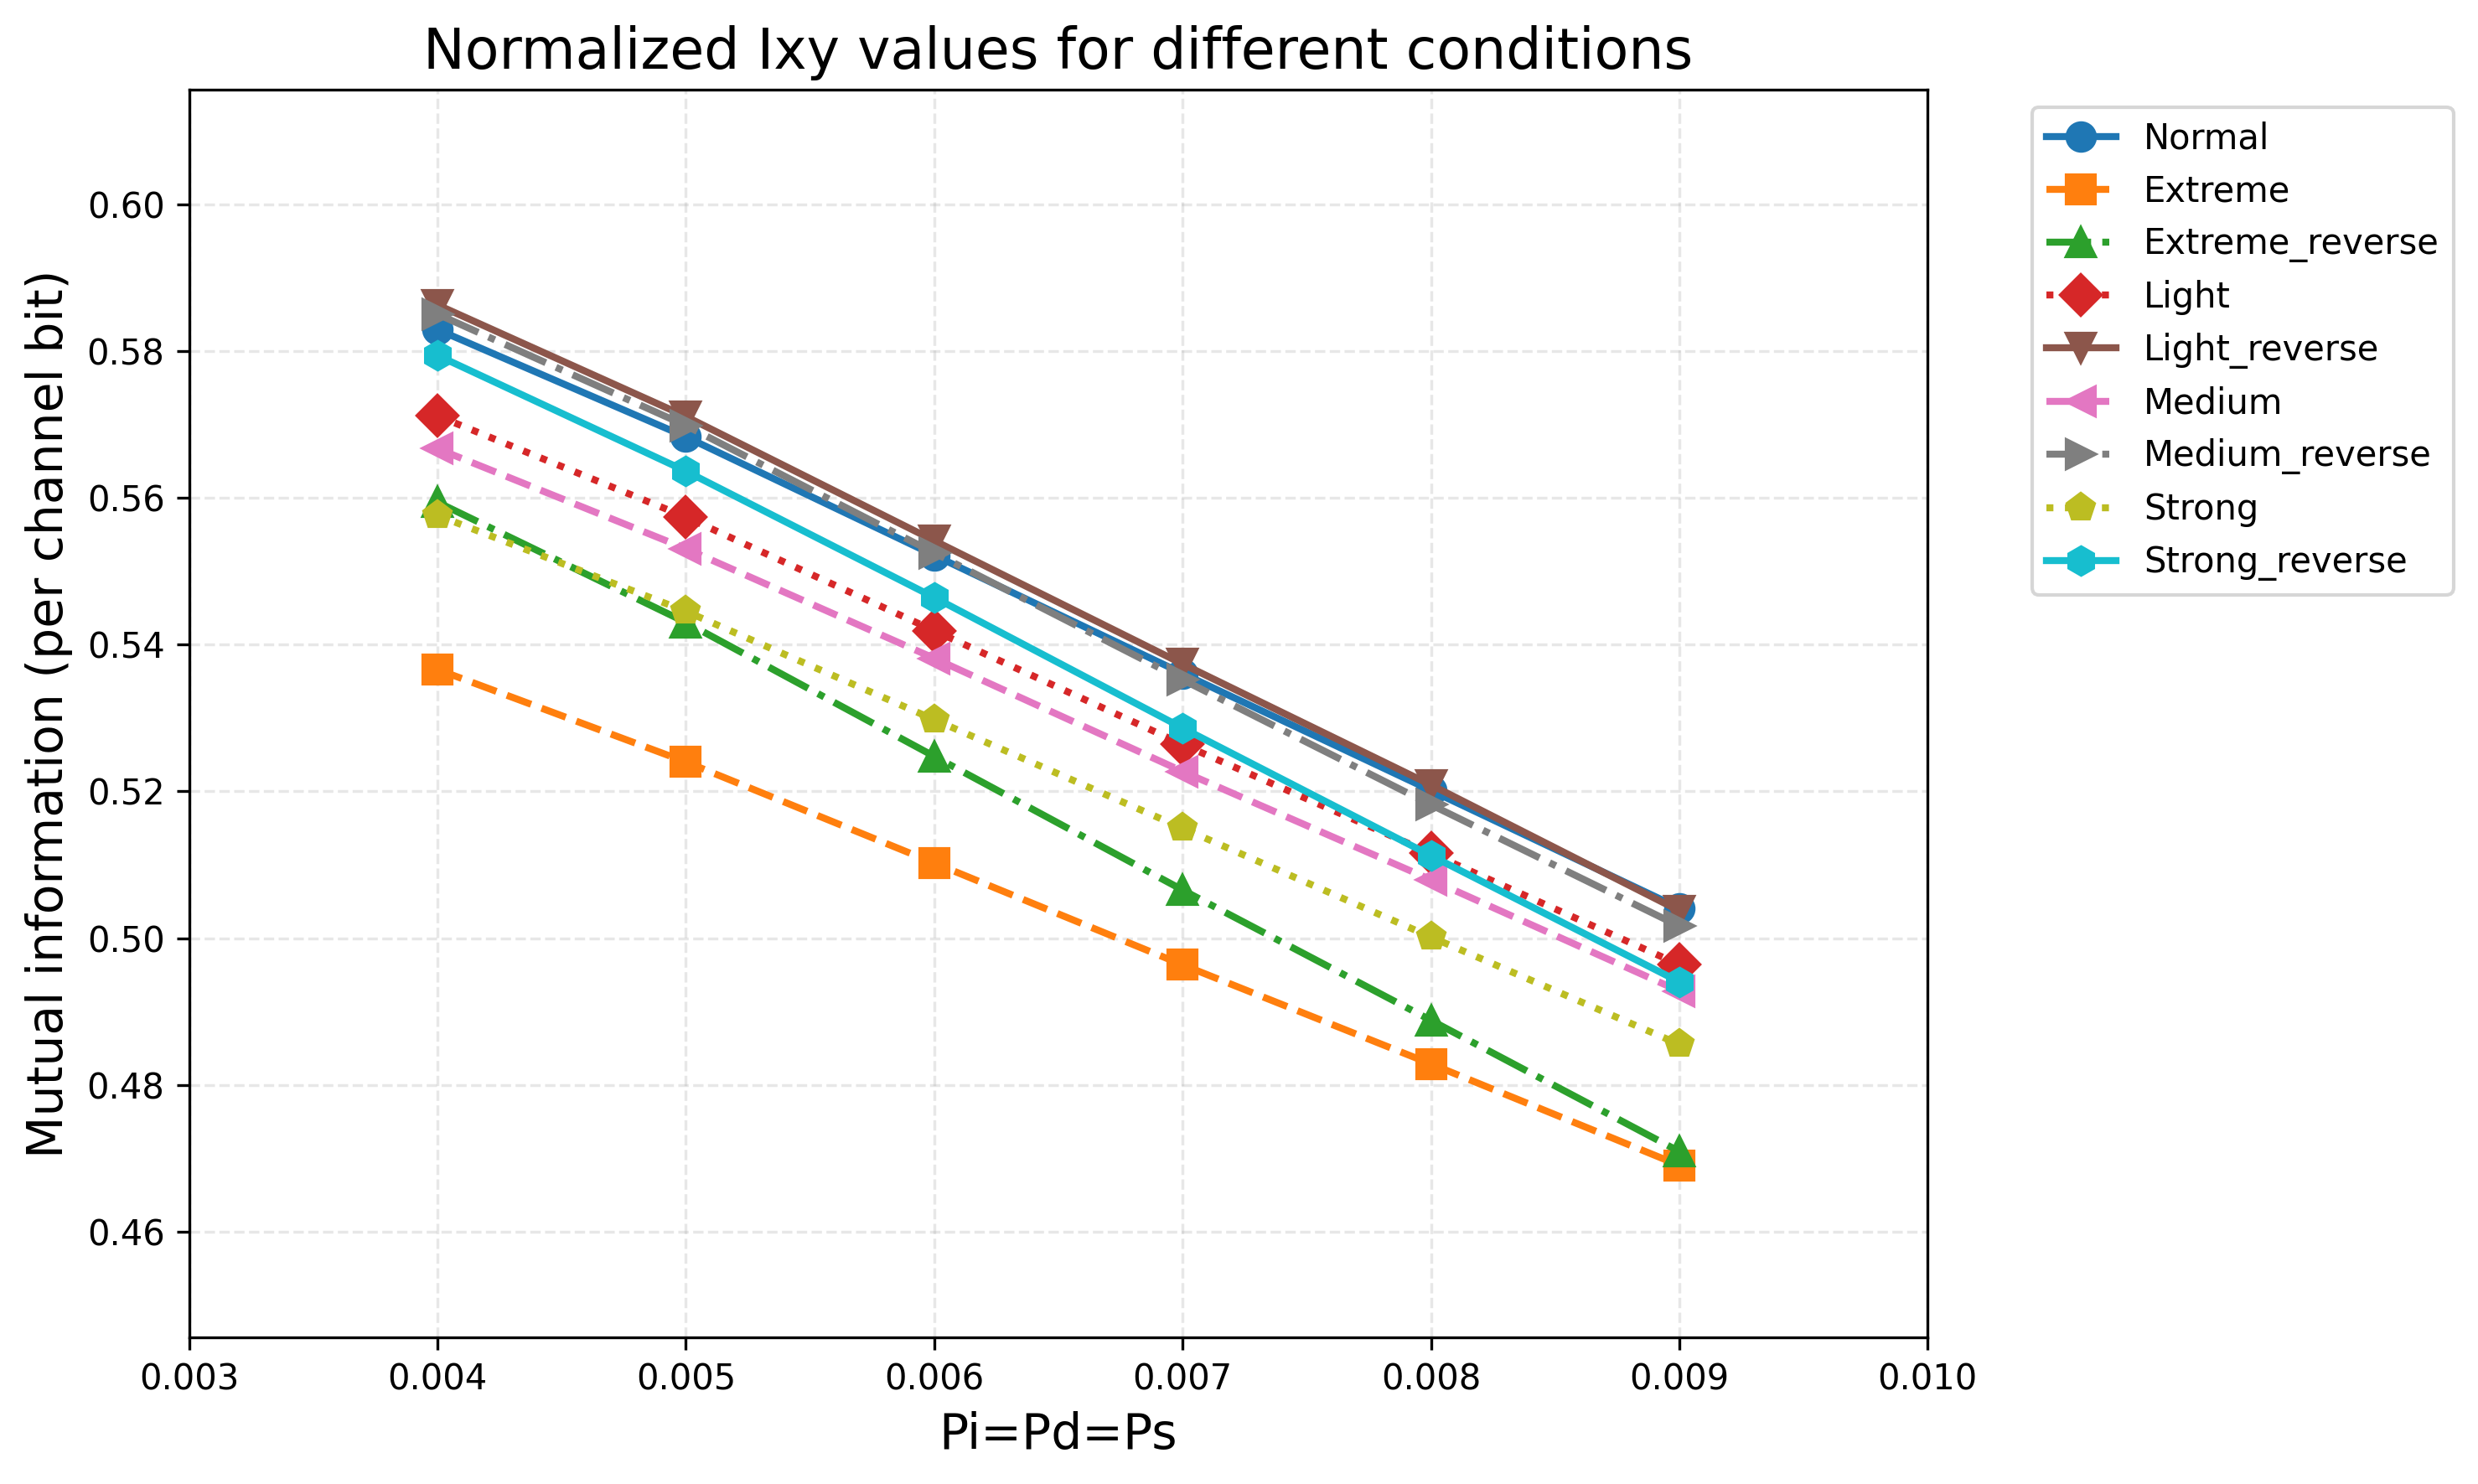 Normalized Ixy values for different conditions
Mutual information (per channel bit)
0.60
0.58
0.56
0.54
0.52
0.50
0.48
0.46
0.003
0.004
0.005
0.006
0.007
0.008
0.009
0.010
Pi=Pd=Ps
Normal
Extreme
Extreme_reverse
Light
Light_reverse
Medium
Medium_reverse
Strong
Strong_reverse